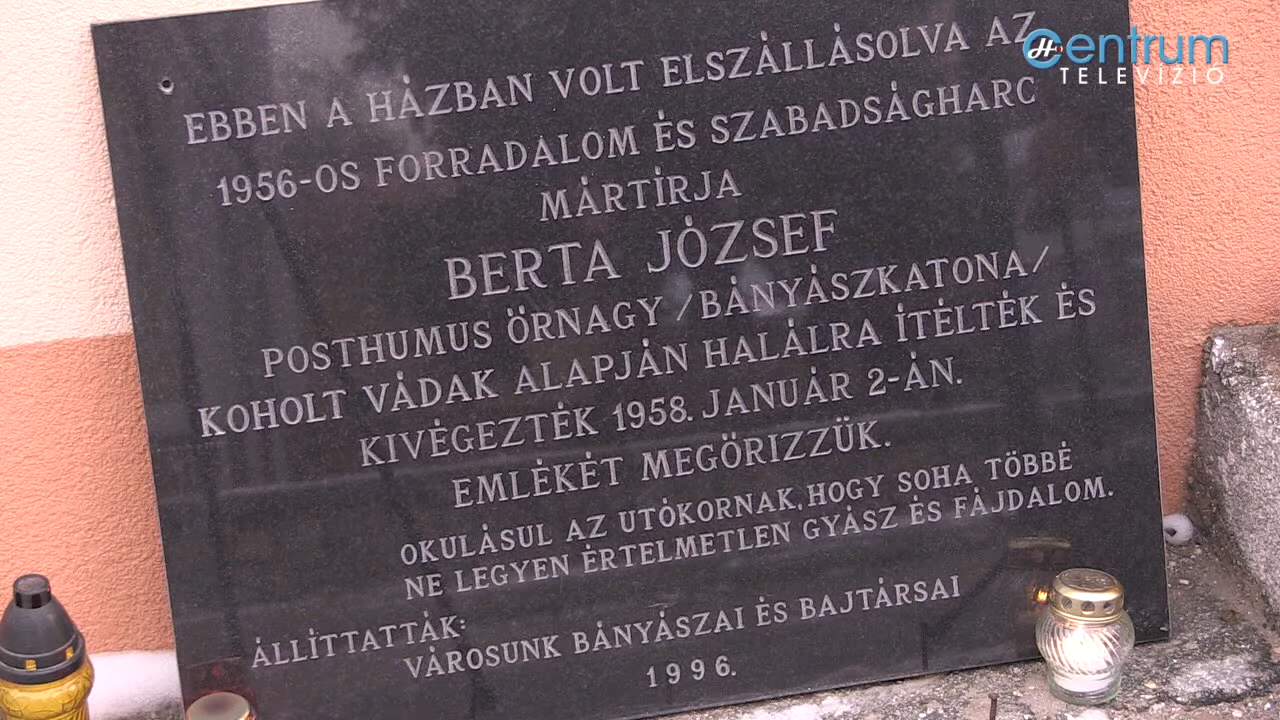 Centrum
TELEVÍZIÓ
EBBEN A HÁZBAN VOLT ELSZÁLLÁSOLVA AZ
1956-OS FORRADALOM ÉS SZABADSÁGHARC
MÁRTÍRJA
BERTA JÓZSEF
POSTHUMUS ÖRNAGY /BÁNYÁSZKATONA/
KOHOLT VÁDAK ALAPJÁN HALÁLRA ÍTÉLTÉK ÉS
KIVÉGEZTÉK 1958. JANUÁR 2-ÁN.
EMLÉKÉT MEGÖRIZZÜK.
OKULÁSUL AZ UTÓKORNAK, HOGY SOHA TÖBBÉ
NE LEGYEN ÉRTELMETLEN GYÁSZ ÉS FÁJDALOM.
ÁLLÍTTATTÁK:
VÁROSUNK BÁNYÁSZAI ÉS BAJTÁRSAI
1996.